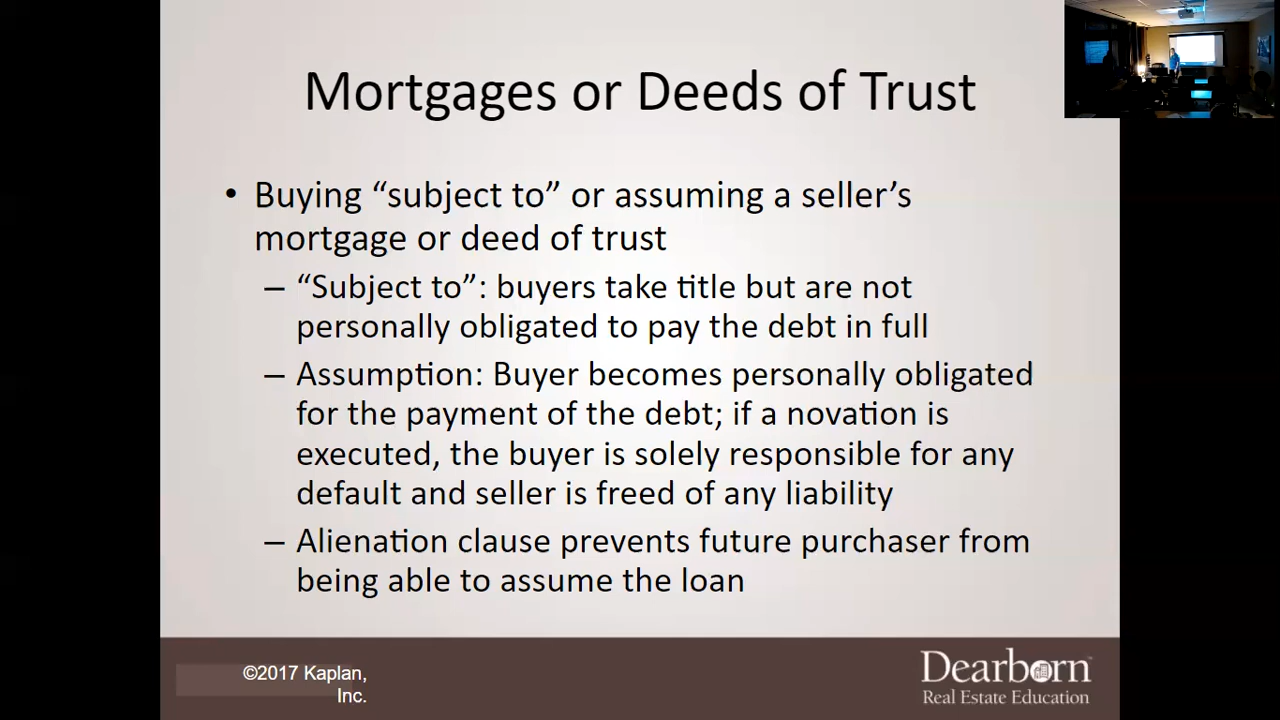 Mortgages or Deeds of Trust
• Buying “subject to” or assuming a seller’s
mortgage or deed of trust
– “Subject to”: buyers take title but are not
personally obligated to pay the debt in full
– Assumption: Buyer becomes personally obligated
for the payment of the debt; if a novation is
executed, the buyer is solely responsible for any
default and seller is freed of any liability
– Alienation clause prevents future purchaser from
being able to assume the loan
©2017 Kaplan,
Inc.
Dearborn™
Real Estate Education